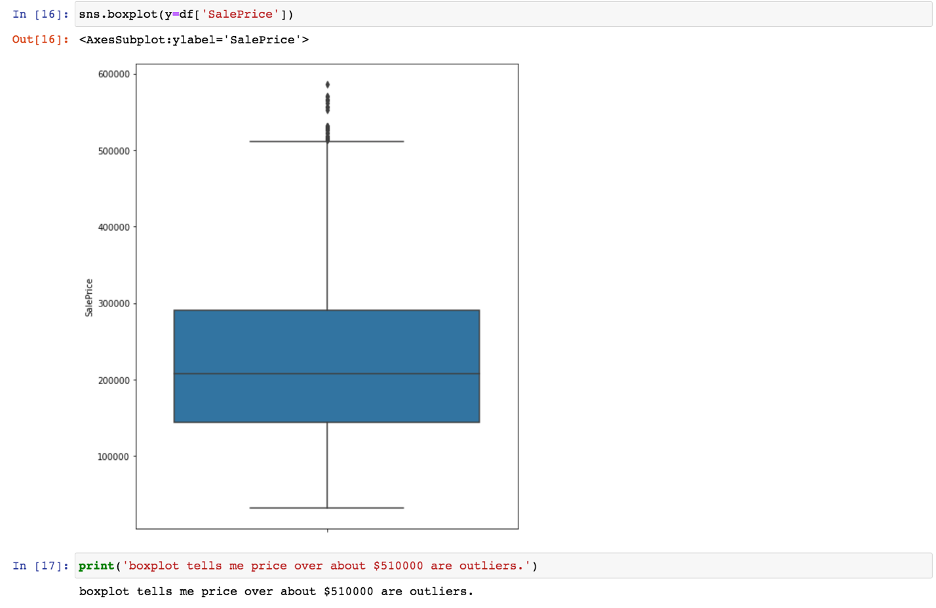 In [16]: sns.boxplot(y=df['SalePrice'])
Out[16]: <AxesSubplot:ylabel='SalePrice'>
600000
500000
400000
300000
200000
100000
SalePrice
In [17]: print('boxplot tells me price over about $510000 are outliers.')
boxplot tells me price over about $510000 are outliers.